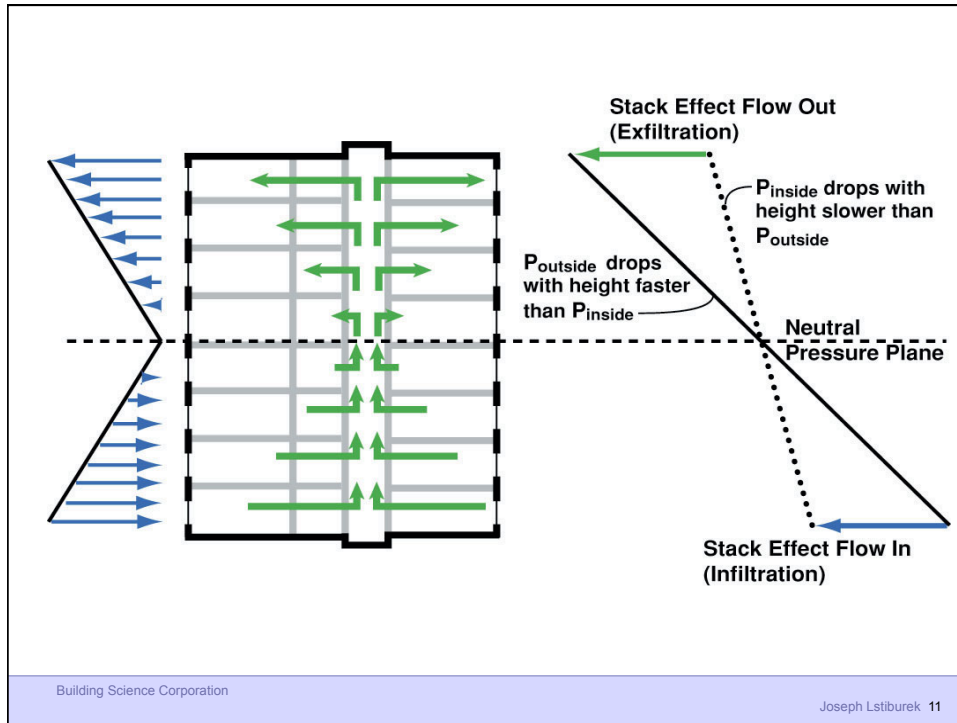 Stack Effect Flow Out
(Exfiltration)
Pinside drops with
height slower than
Poutside
Poutside drops
with height faster
than Pinside
Neutral
Pressure Plane
Stack Effect Flow In
(Infiltration)
Building Science Corporation
Joseph Lstiburek 11